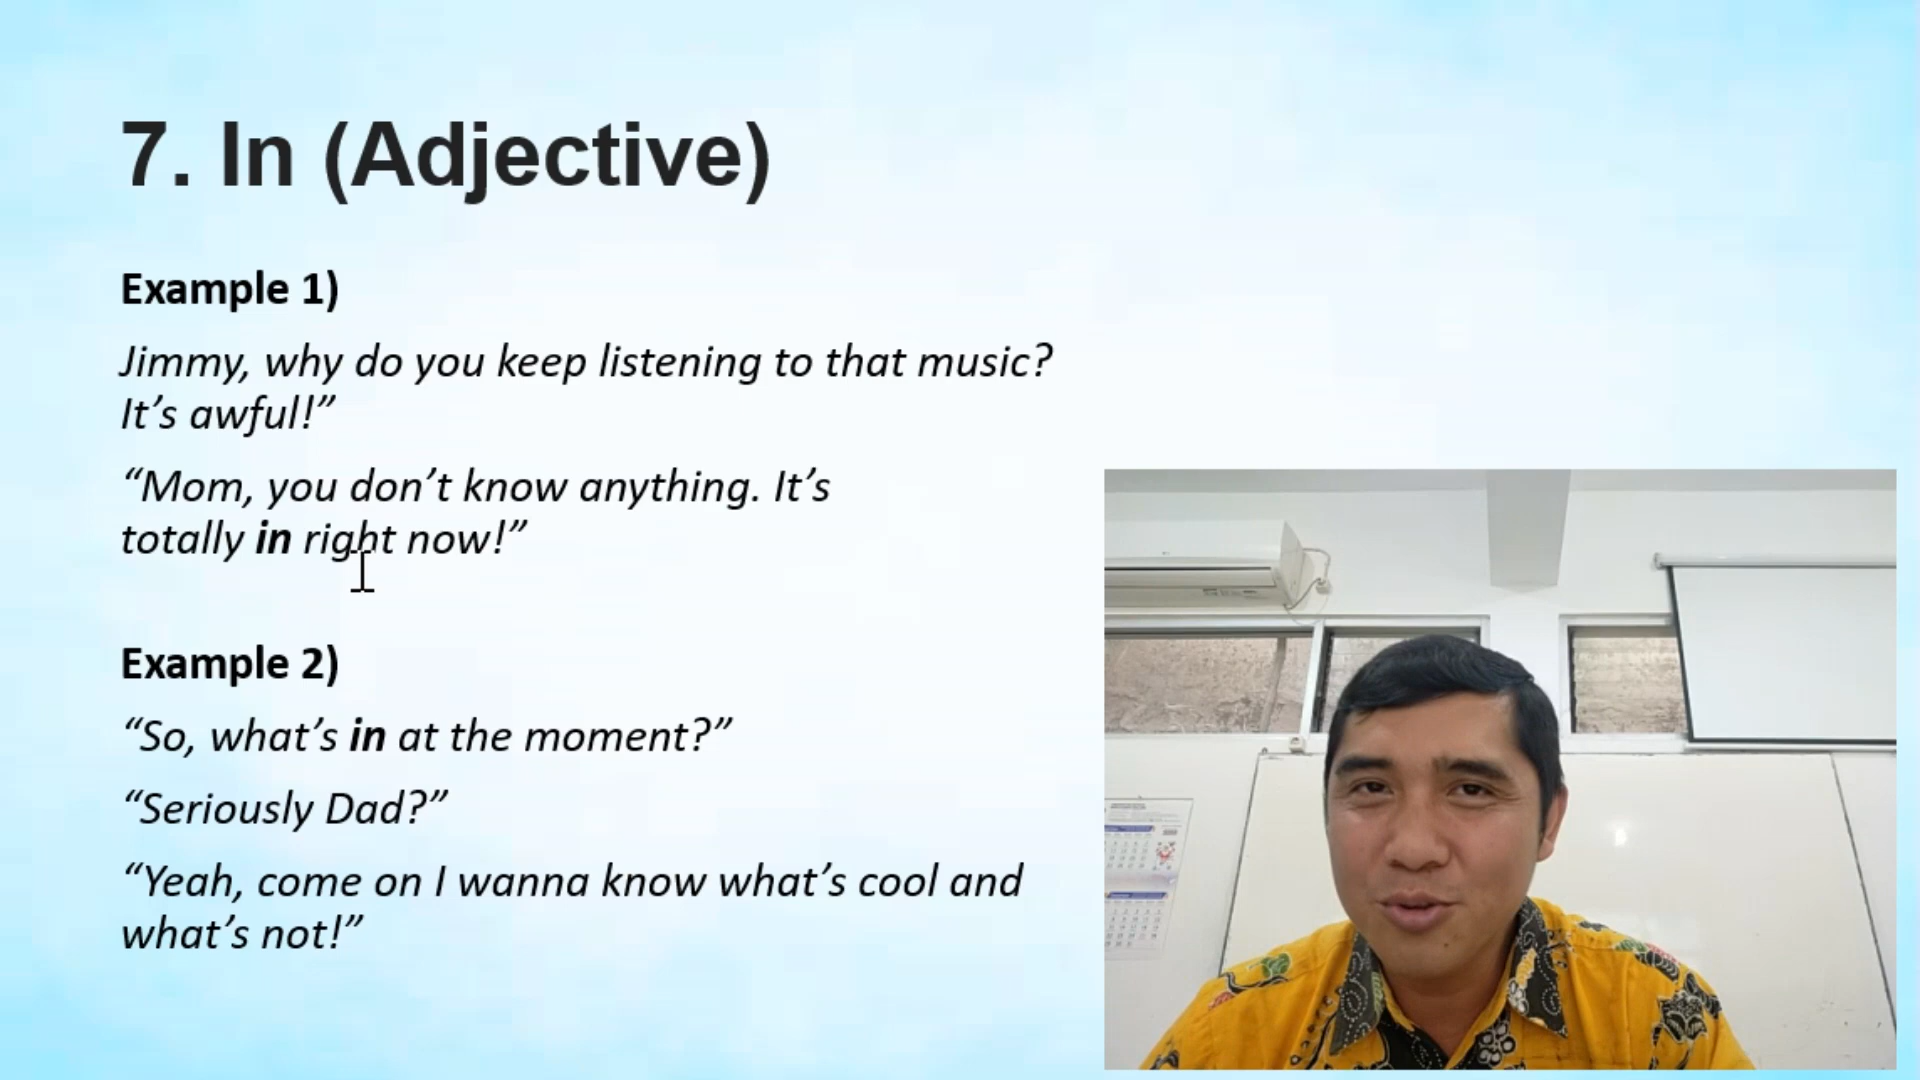 7. In (Adjective)
Example 1)
Jimmy, why do you keep listening to that music?
It’s awful!”
“Mom, you don’t know anything. It’s
totally in right now!”
Example 2)
“So, what’s in at the moment?”
“Seriously Dad?”
“Yeah, come on I wanna know what’s cool and
what’s not!”